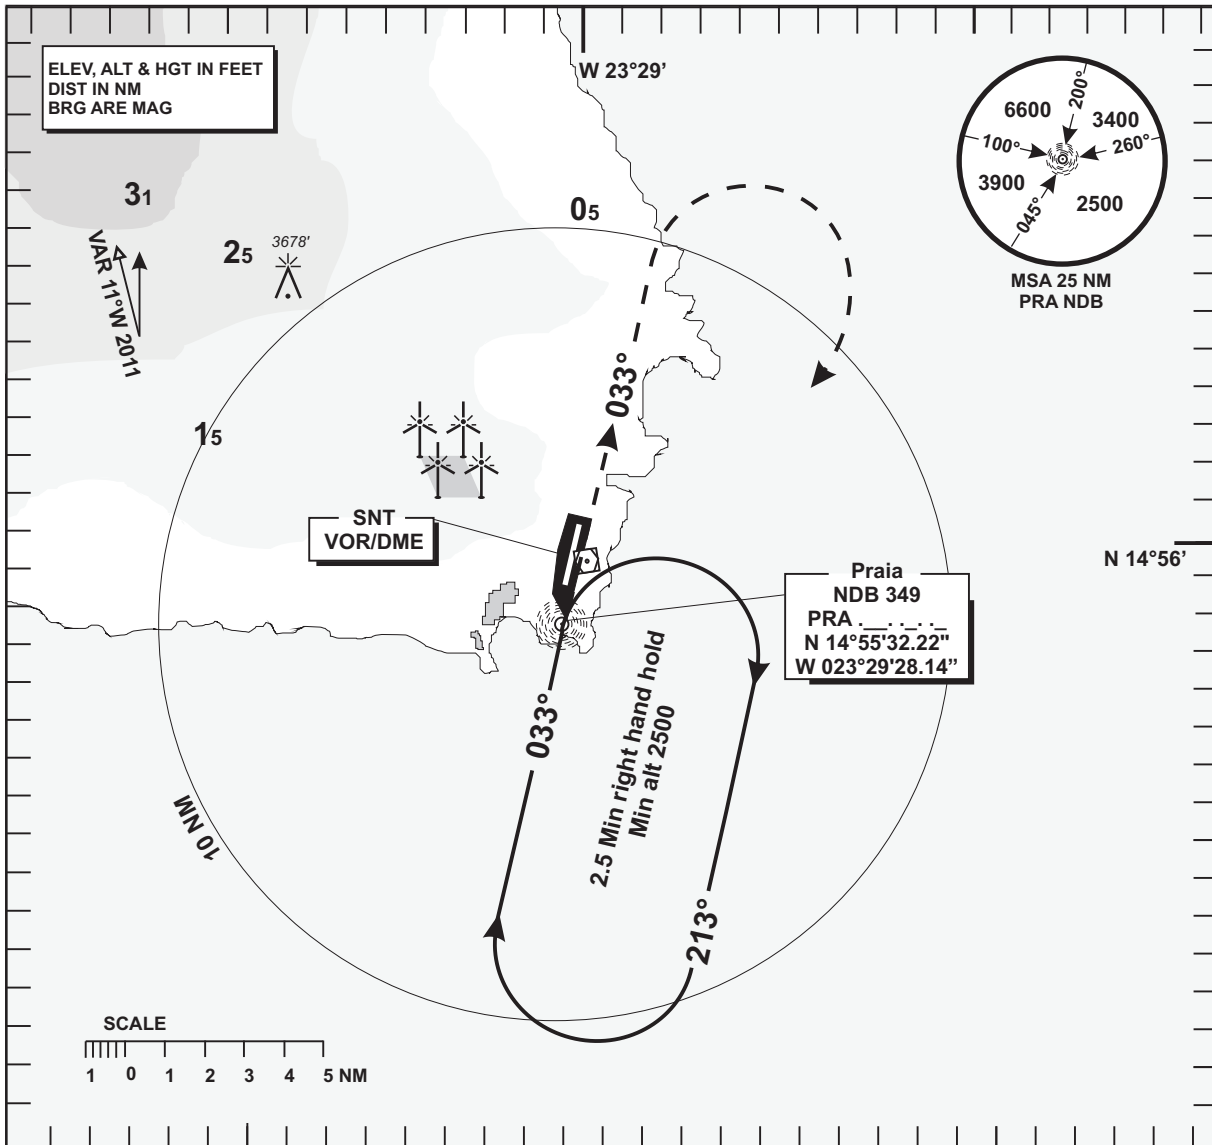 ELEV, ALT & HGT IN FEET
DIST IN NM
BRG ARE MAG
W 23°29’
6600
200°
3400
100°
260°
3900
045°
2500
MSA 25 NM
PRA NDB
31
05
25
3678'
VAR 11°W 2011
033°
15
SNT
VOR/DME
N 14°56’
Praia
NDB 349
PRA .__. ._. ._
N 14°55'32.22"
W 023°29'28.14”
033°
2.5 Min right hand hold
Min alt 2500
213°
10 NM
SCALE
1 0 1 2 3 4 5 NM